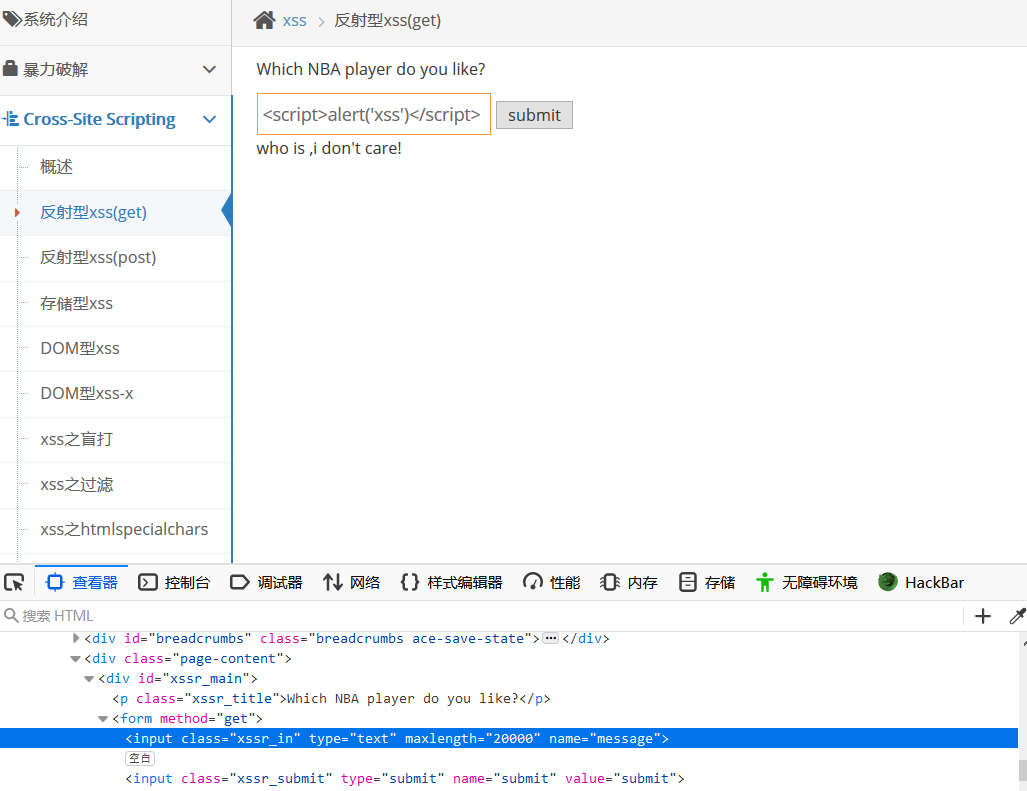 系统介绍
xss > 反射型xss(get)
暴力破解
Cross-Site Scripting
概述
反射型xss(get)
反射型xss(post)
存储型xss
DOM型xss
DOM型xss-x
xss之盲打
xss之过滤
xss之htmlspecialchars
Which NBA player do you like?
<script>alert('xss')</script> submit
who is ,i don't care!
查看器 控制台 调试器 网络 样式编辑器 性能 内存 存储 无障碍环境 HackBar
搜索 HTML
<div id="breadcrumbs" class="breadcrumbs ace-save-state">…</div>
<div class="page-content">
<div id="xssr_main">
<p class="xssr_title">Which NBA player do you like?</p>
<form method="get">
<input class="xssr_in" type="text" maxlength="20000" name="message">
空白
<input class="xssr_submit" type="submit" name="submit" value="submit">